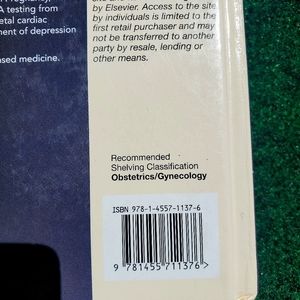 Pregnancy,
A testing from
etal cardiac
ment of depression
ased medicine.
by Elsevier. Access to the site
by individuals is limited to the
first retail purchaser and may
not be transferred to another
party by resale, lending or
other means.
Recommended
Shelving Classification
Obstetrics/Gynecology
ISBN 978-1-4557-1137-6
9 781455 711376 >